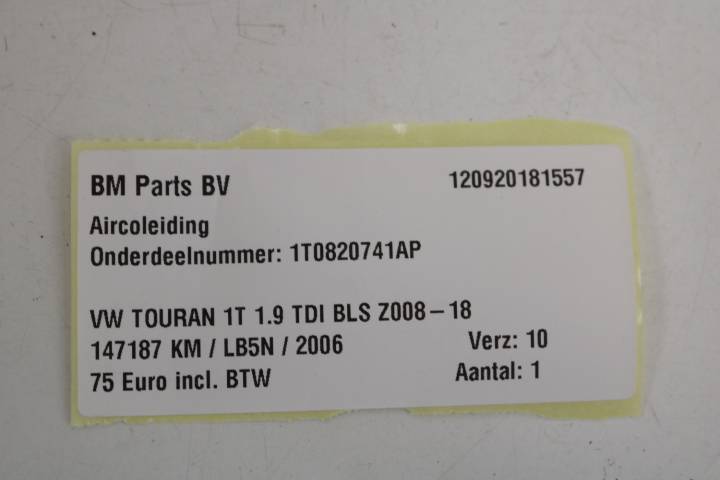 BM Parts BV 120920181557
Aircoleiding
Onderdeelnummer: 1T0820741AP
VW TOURAN 1T 1.9 TDI BLS Z008-18
147187 KM / LB5N / 2006 Verz: 10
75 Euro incl. BTW Aantal: 1